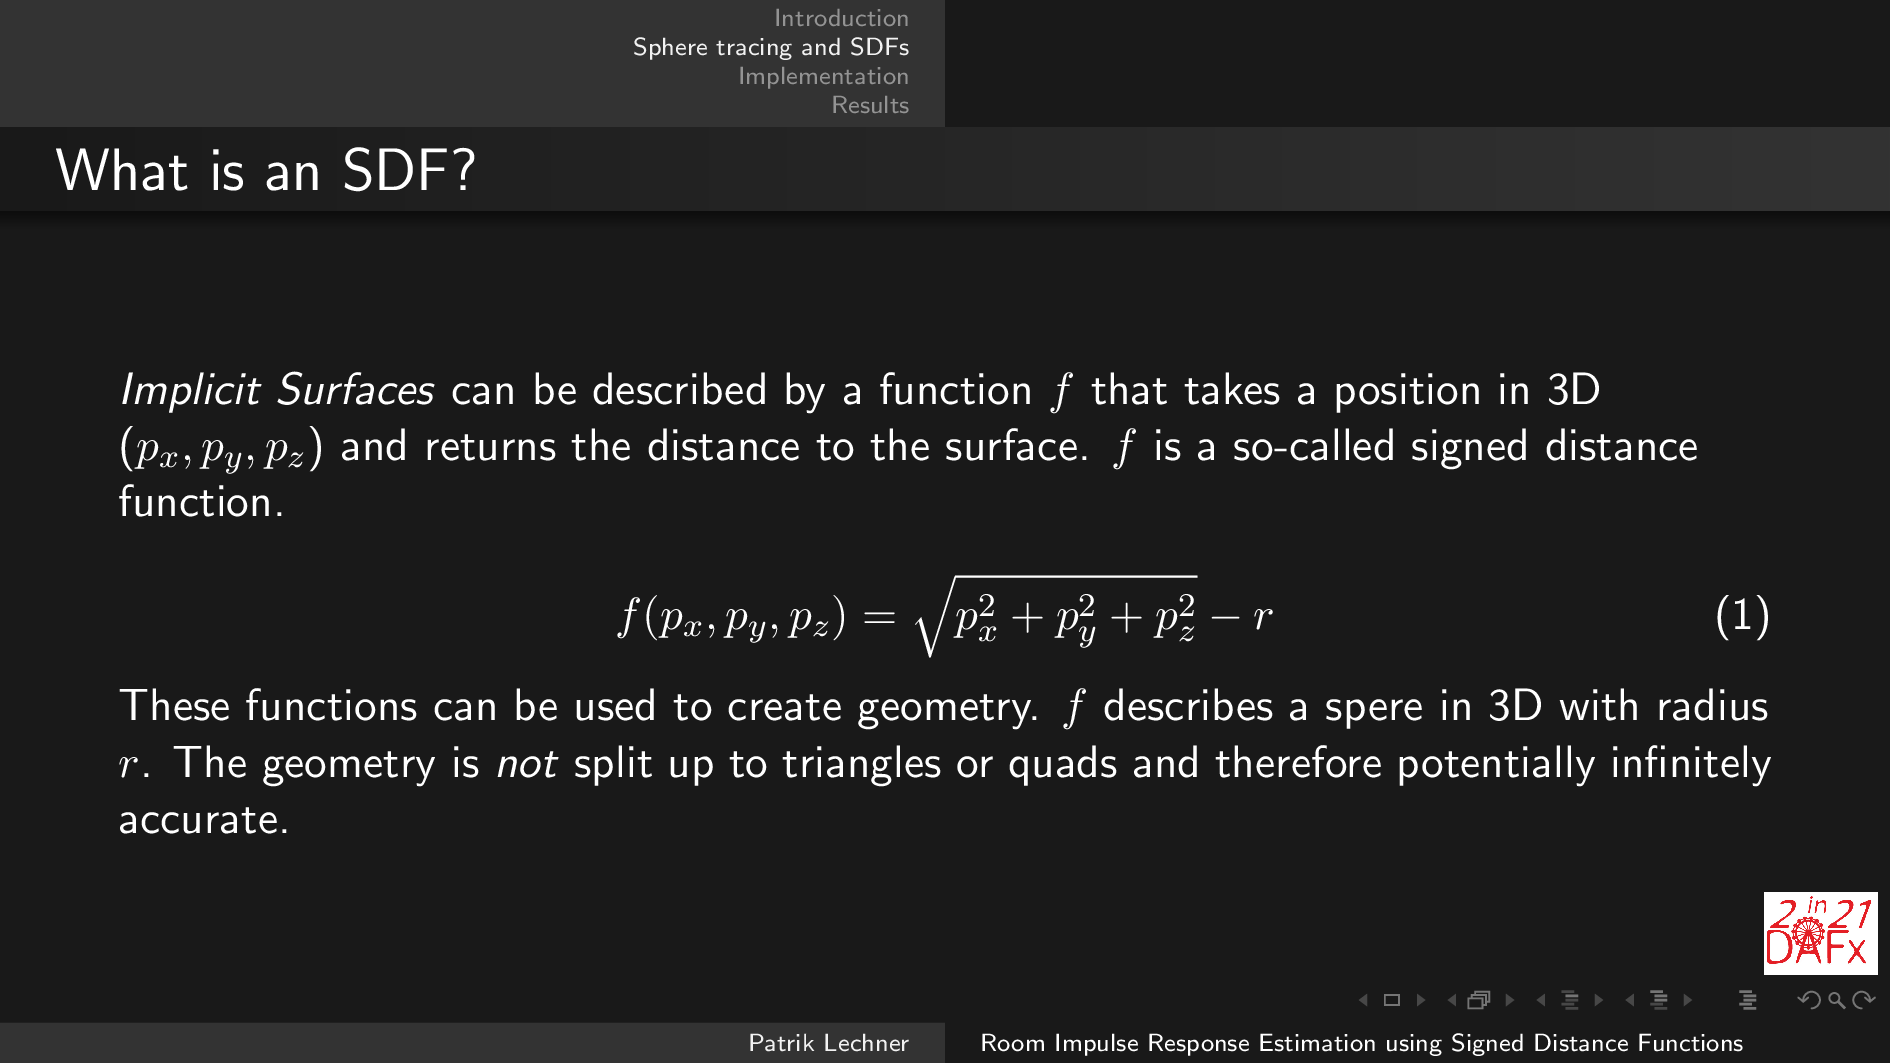 Introduction
Sphere tracing and SDFs
Implementation
Results
What is an SDF?
Implicit Surfaces can be described by a function f that takes a position in 3D
(p_x, p_y, p_z) and returns the distance to the surface. f is a so-called signed distance
function.
f(p_x, p_y, p_z) = √(p_x^2 + p_y^2 + p_z^2) − r (1)
These functions can be used to create geometry. f describes a spere in 3D with radius
r. The geometry is not split up to triangles or quads and therefore potentially infinitely
accurate.
2 in 21
DAFx
Patrik Lechner
Room Impulse Response Estimation using Signed Distance Functions